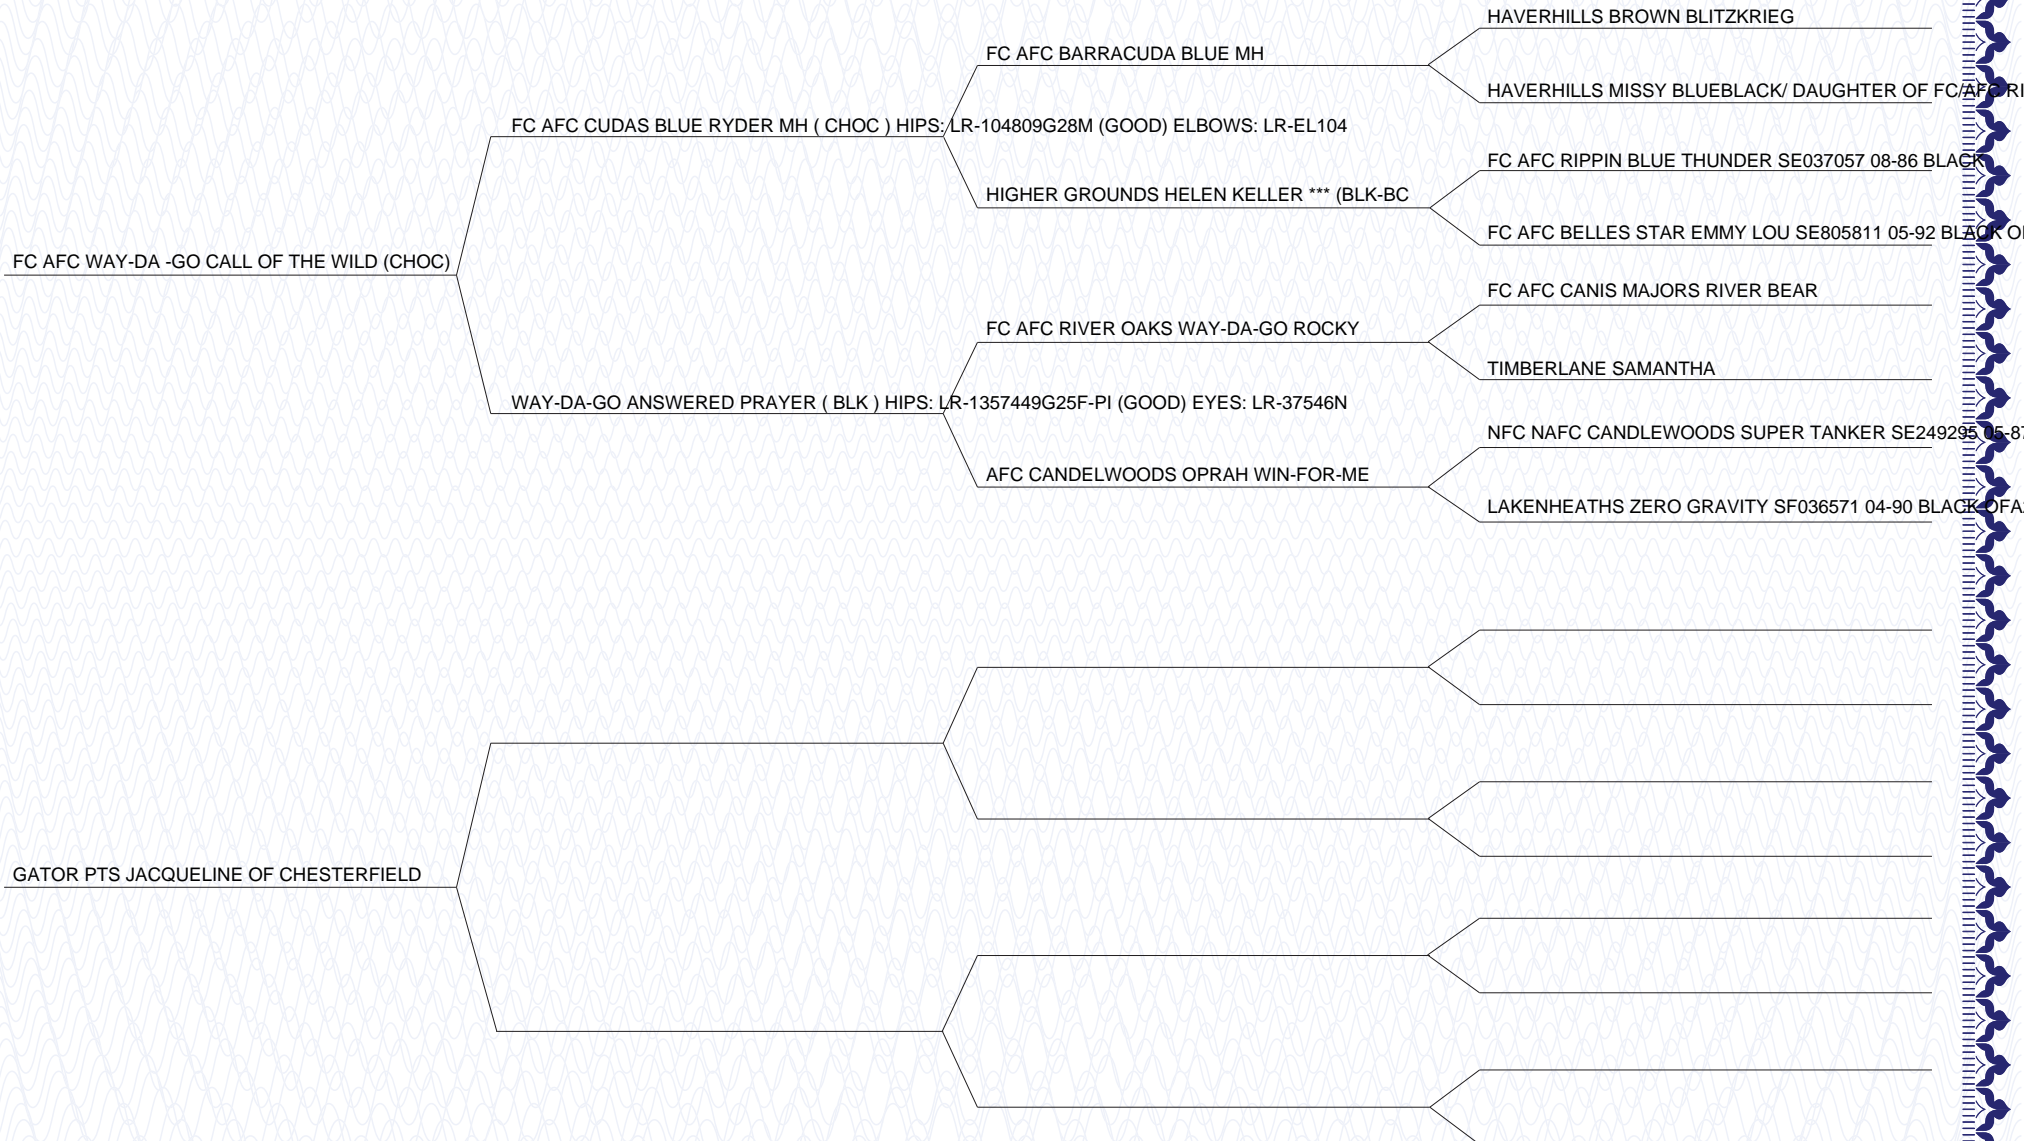 HAVERHILLS BROWN BLITZKRIEG
FC AFC BARRACUDA BLUE MH
HAVERHILLS MISSY BLUEBLACK/ DAUGHTER OF FC/AFC RI
FC AFC CUDAS BLUE RYDER MH ( CHOC ) HIPS: LR-104809G28M (GOOD) ELBOWS: LR-EL104
FC AFC RIPPIN BLUE THUNDER SE037057 08-86 BLACK
HIGHER GROUNDS HELEN KELLER *** (BLK-BC
FC AFC BELLES STAR EMMY LOU SE805811 05-92 BLACK
FC AFC WAY-DA -GO CALL OF THE WILD (CHOC)
FC AFC CANIS MAJORS RIVER BEAR
FC AFC RIVER OAKS WAY-DA-GO ROCKY
TIMBERLANE SAMANTHA
WAY-DA-GO ANSWERED PRAYER ( BLK ) HIPS: LR-1357449G25F-PI (GOOD) EYES: LR-37546N
NFC NAFC CANDLEWOODS SUPER TANKER SE249295 05-87
AFC CANDELWOODS OPRAH WIN-FOR-ME
LAKENHEATHS ZERO GRAVITY SF036571 04-90 BLACK OFA
GATOR PTS JACQUELINE OF CHESTERFIELD